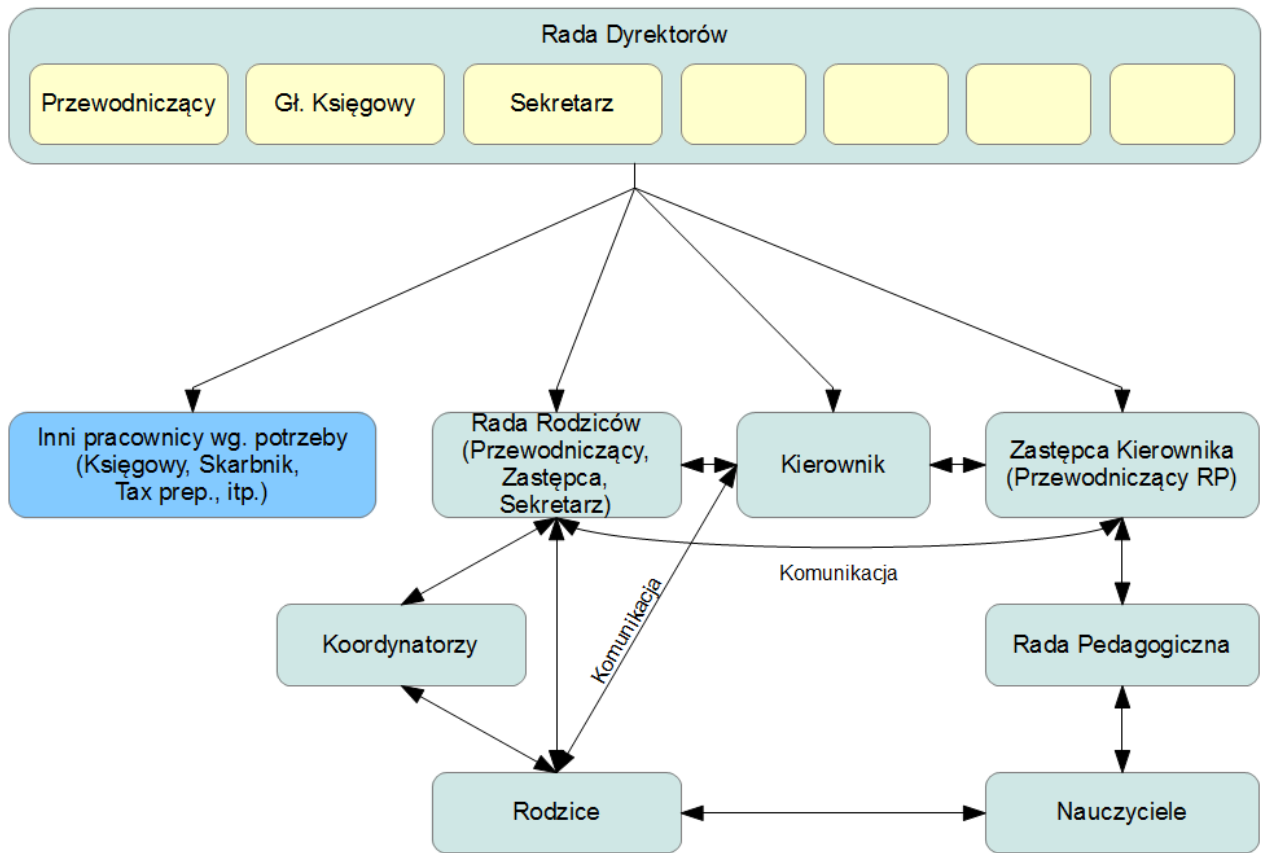 Rada Dyrektorów
Przewodniczący
Gł. Księgowy
Sekretarz
Inni pracownicy wg. potrzeby
(Księgowy, Skarbnik,
Tax prep., itp.)
Rada Rodziców
(Przewodniczący,
Zastępca,
Sekretarz)
Kierownik
Zastępca Kierownika
(Przewodniczący RP)
Komunikacja
Komunikacja
Koordynatorzy
Rada Pedagogiczna
Rodzice
Nauczyciele